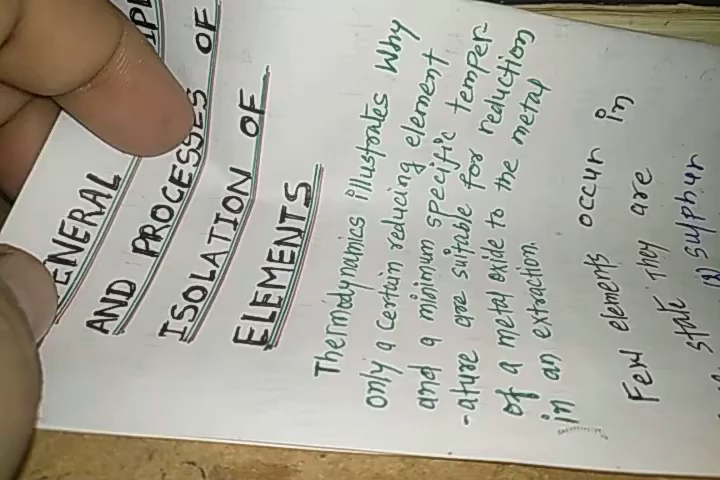 ENERAL
AND PROCESSES OF
ISOLATION OF
ELEMENTS
Thermodynamics illustrates Why
only a certain reducing element
and a minimum specific temper-
-ature are suitable for reduction
of a metal oxide to the metal
in an extraction.
Few elements occur in
state They are
sulphur